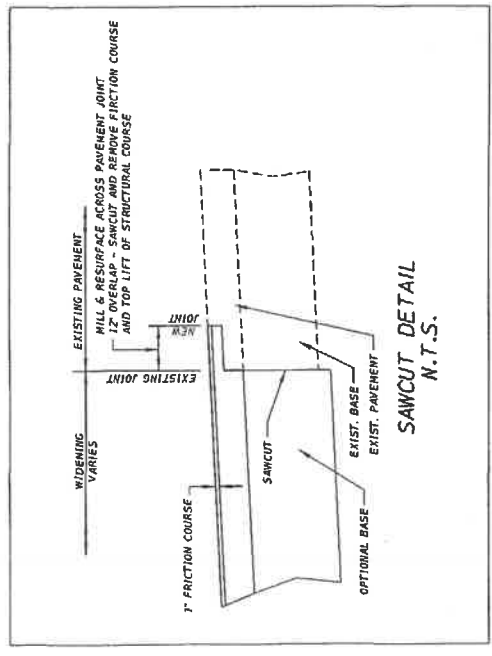 WIDENING
VARIES
EXISTING PAVEMENT
MILL & RESURFACE ACROSS PAVEMENT JOINT
12" OVERLAP - SAWCUT AND REMOVE FIRCTION COURSE
AND TOP LIFT OF STRUCTURAL COURSE
EXISTING JOINT
NEW
JOINT
1" FRICTION COURSE
SAWCUT
EXIST. BASE
EXIST. PAVEMENT
OPTIONAL BASE
SAWCUT DETAIL
N.T.S.